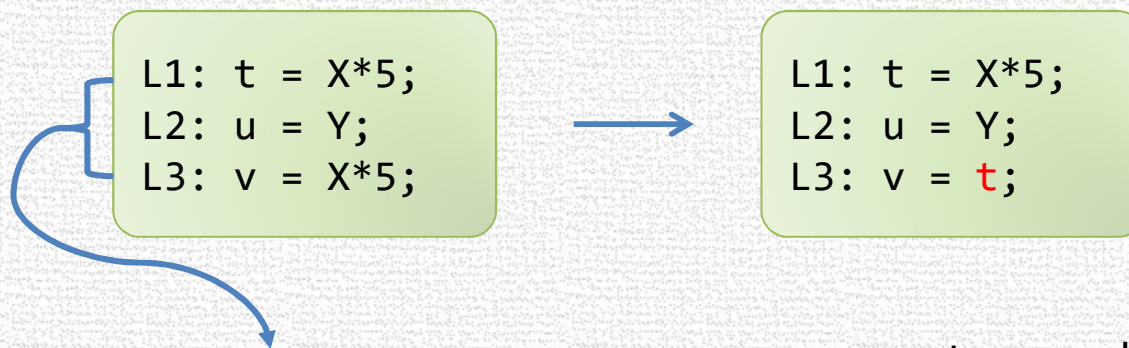 L1: t = X*5;
L2: u = Y;
L3: v = X*5;
L1: t = X*5;
L2: u = Y;
L3: v = t;